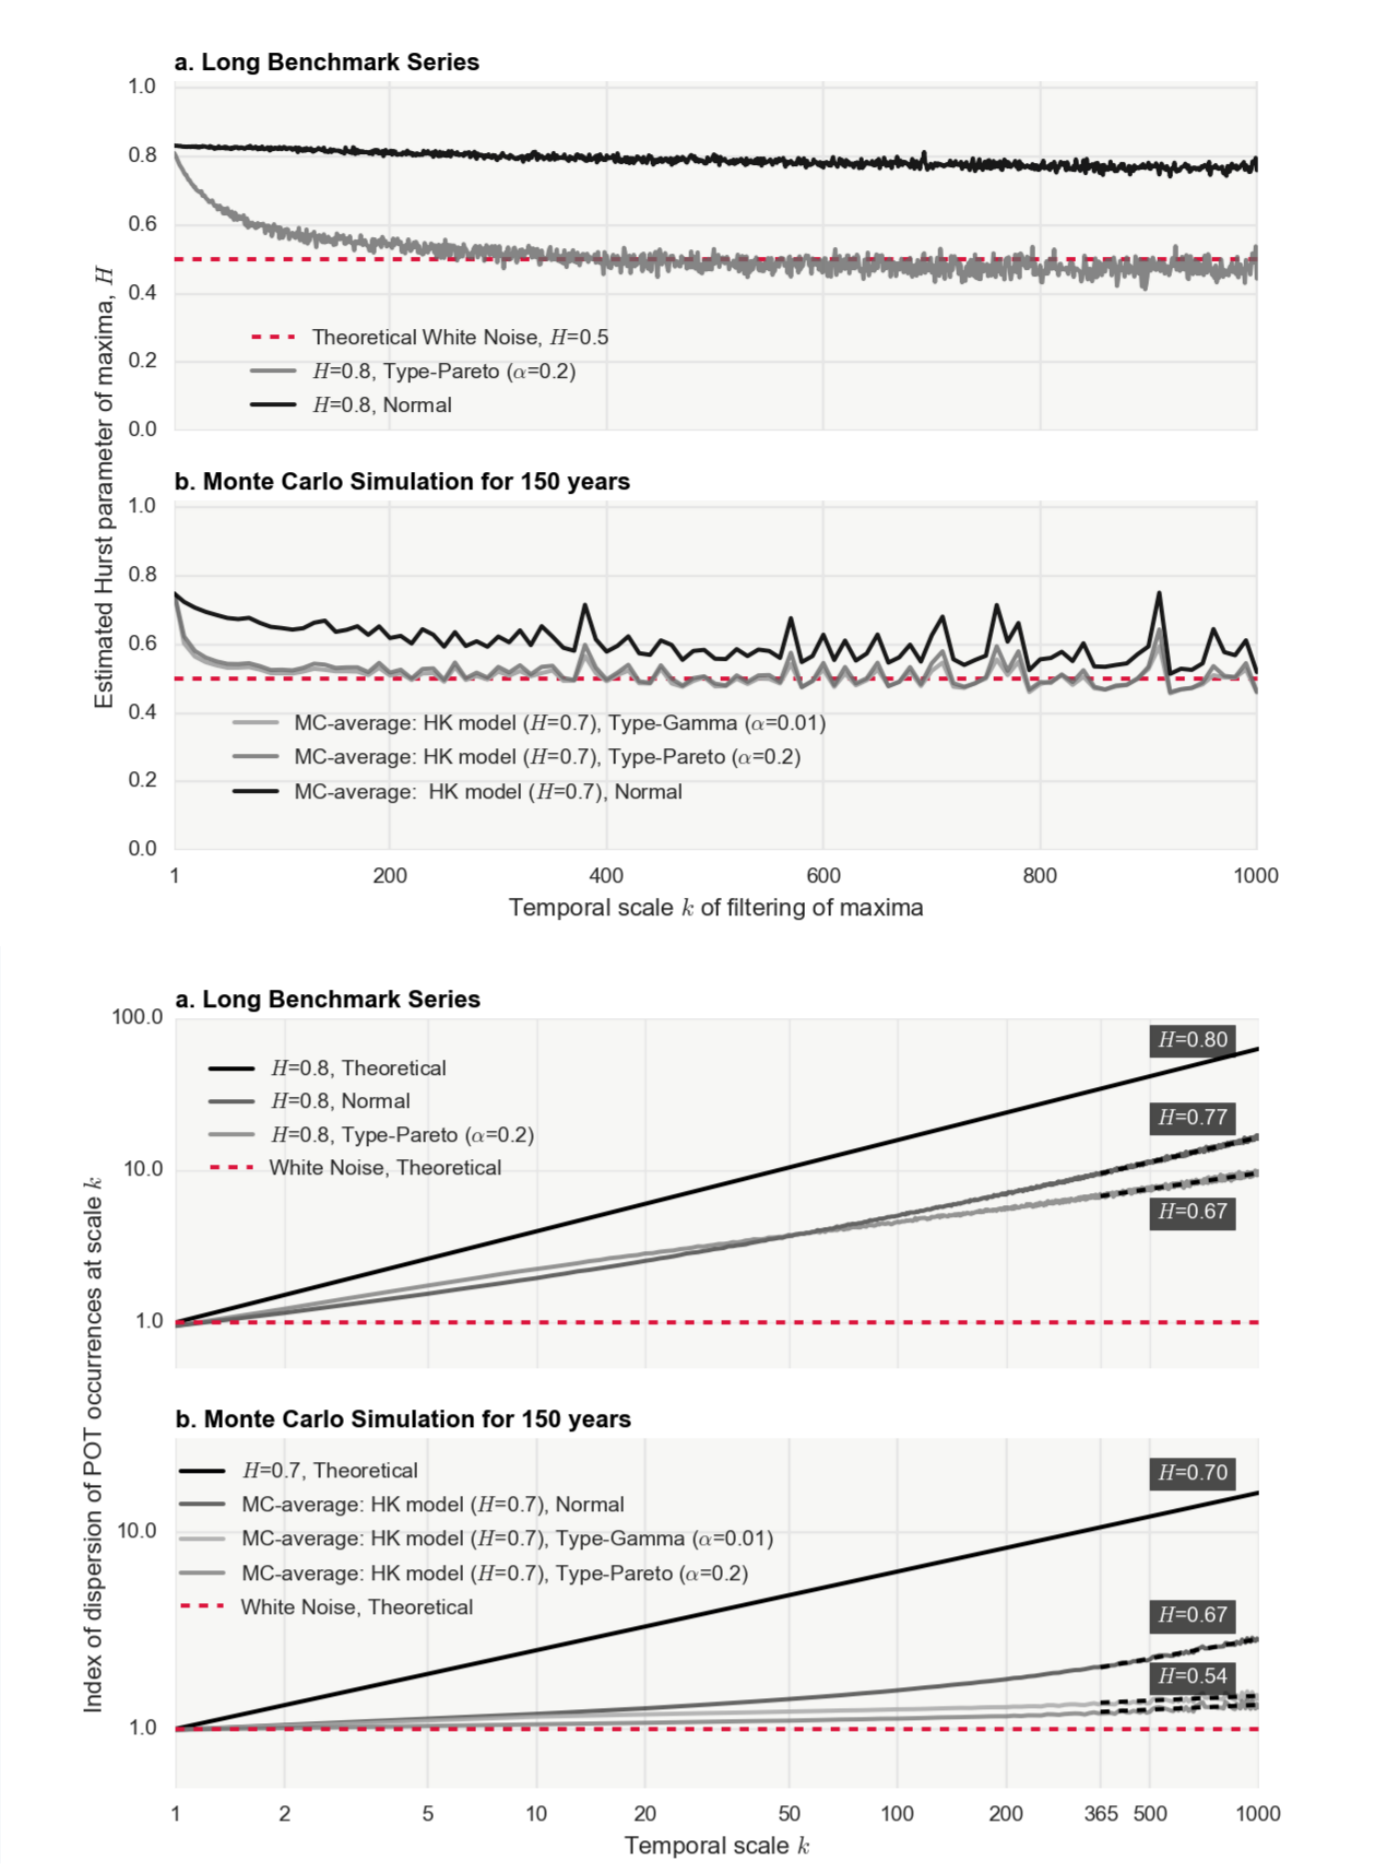 a. Long Benchmark Series
1.0
0.8
0.6
0.4
0.2
0.0
Theoretical White Noise, H=0.5
H=0.8, Type-Pareto (α=0.2)
H=0.8, Normal
Estimated Hurst parameter of maxima, H
b. Monte Carlo Simulation for 150 years
1.0
0.8
0.6
0.4
0.2
0.0
MC-average: HK model (H=0.7), Type-Gamma (α=0.01)
MC-average: HK model (H=0.7), Type-Pareto (α=0.2)
MC-average: HK model (H=0.7), Normal
1 200 400 600 800 1000
Temporal scale k of filtering of maxima
a. Long Benchmark Series
100.0
10.0
1.0
H=0.8, Theoretical
H=0.8, Normal
H=0.8, Type-Pareto (α=0.2)
White Noise, Theoretical
H=0.80
H=0.77
H=0.67
Index of dispersion of POT occurrences at scale k
b. Monte Carlo Simulation for 150 years
10.0
1.0
H=0.7, Theoretical
MC-average: HK model (H=0.7), Normal
MC-average: HK model (H=0.7), Type-Gamma (α=0.01)
MC-average: HK model (H=0.7), Type-Pareto (α=0.2)
White Noise, Theoretical
H=0.70
H=0.67
H=0.54
1 2 5 10 20 50 100 200 365 500 1000
Temporal scale k